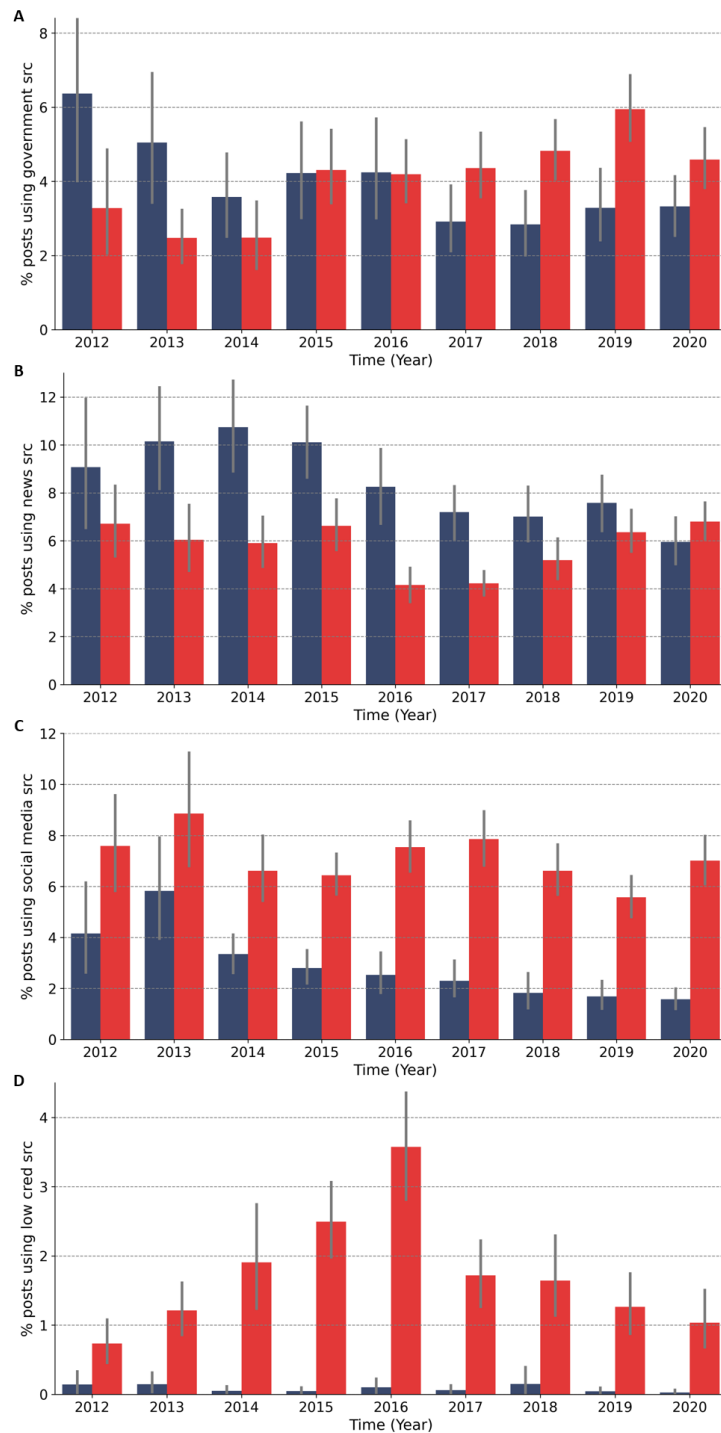 A
% posts using government src
8
6
4
2
0
2012 2013 2014 2015 2016 2017 2018 2019 2020
Time (Year)
B
% posts using news src
12
10
8
6
4
2
0
2012 2013 2014 2015 2016 2017 2018 2019 2020
Time (Year)
C
% posts using social media src
12
10
8
6
4
2
0
2012 2013 2014 2015 2016 2017 2018 2019 2020
Time (Year)
D
% posts using low cred src
4
3
2
1
0
2012 2013 2014 2015 2016 2017 2018 2019 2020
Time (Year)